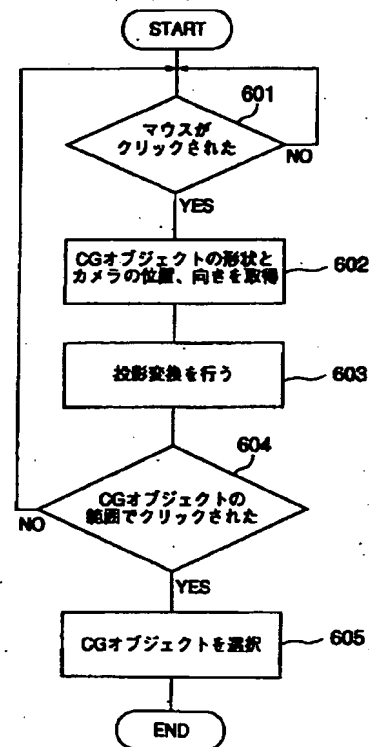 START
601
マウスが
クリックされた
NO
YES
CGオブジェクトの形状と
カメラの位置、向きを取得
602
投影変換を行う
603
604
CGオブジェクトの
範囲でクリックされた
NO
YES
CGオブジェクトを選択
605
END